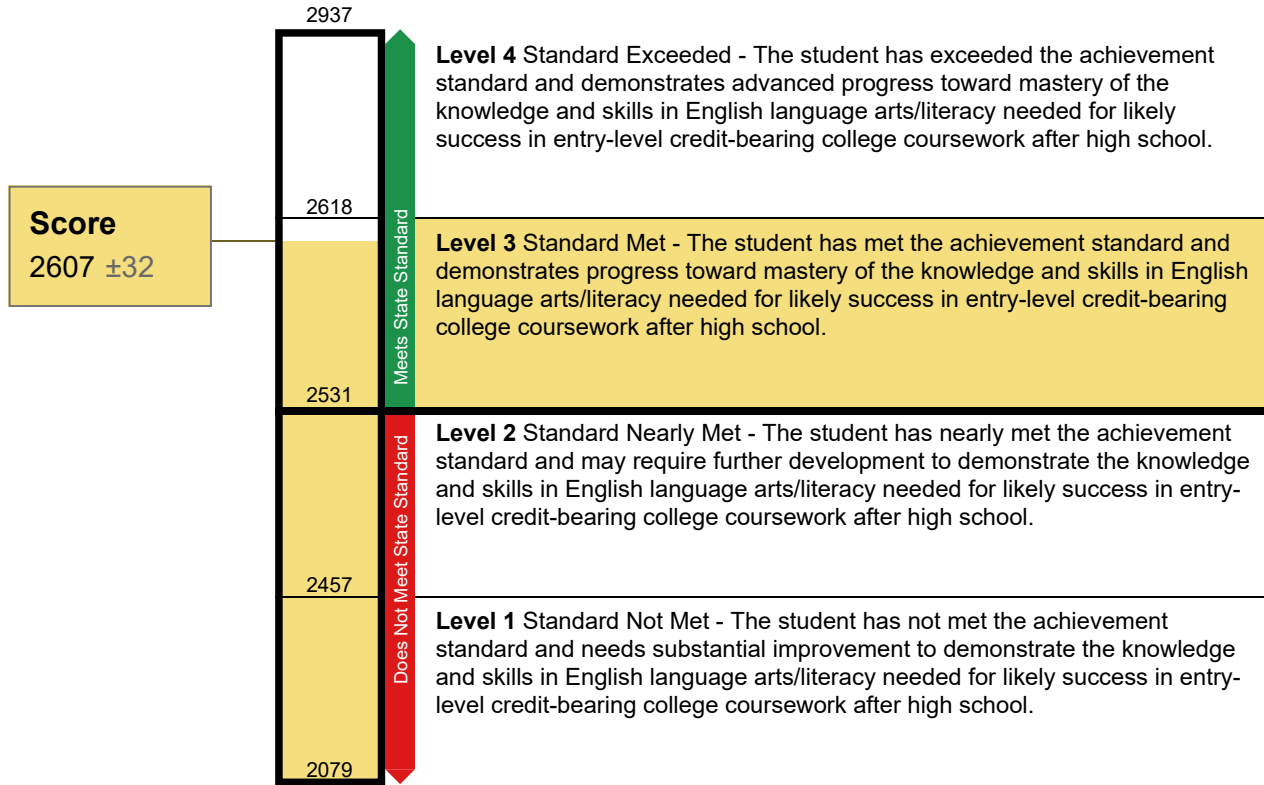 2937
Level 4 Standard Exceeded - The student has exceeded the achievement
standard and demonstrates advanced progress toward mastery of the
knowledge and skills in English language arts/literacy needed for likely
success in entry-level credit-bearing college coursework after high school.
Score
2607 ±32
2618
Meets State Standard
Level 3 Standard Met - The student has met the achievement standard and
demonstrates progress toward mastery of the knowledge and skills in English
language arts/literacy needed for likely success in entry-level credit-bearing
college coursework after high school.
2531
Does Not Meet State Standard
Level 2 Standard Nearly Met - The student has nearly met the achievement
standard and may require further development to demonstrate the knowledge
and skills in English language arts/literacy needed for likely success in entry-
level credit-bearing college coursework after high school.
2457
Level 1 Standard Not Met - The student has not met the achievement
standard and needs substantial improvement to demonstrate the knowledge
and skills in English language arts/literacy needed for likely success in entry-
level credit-bearing college coursework after high school.
2079